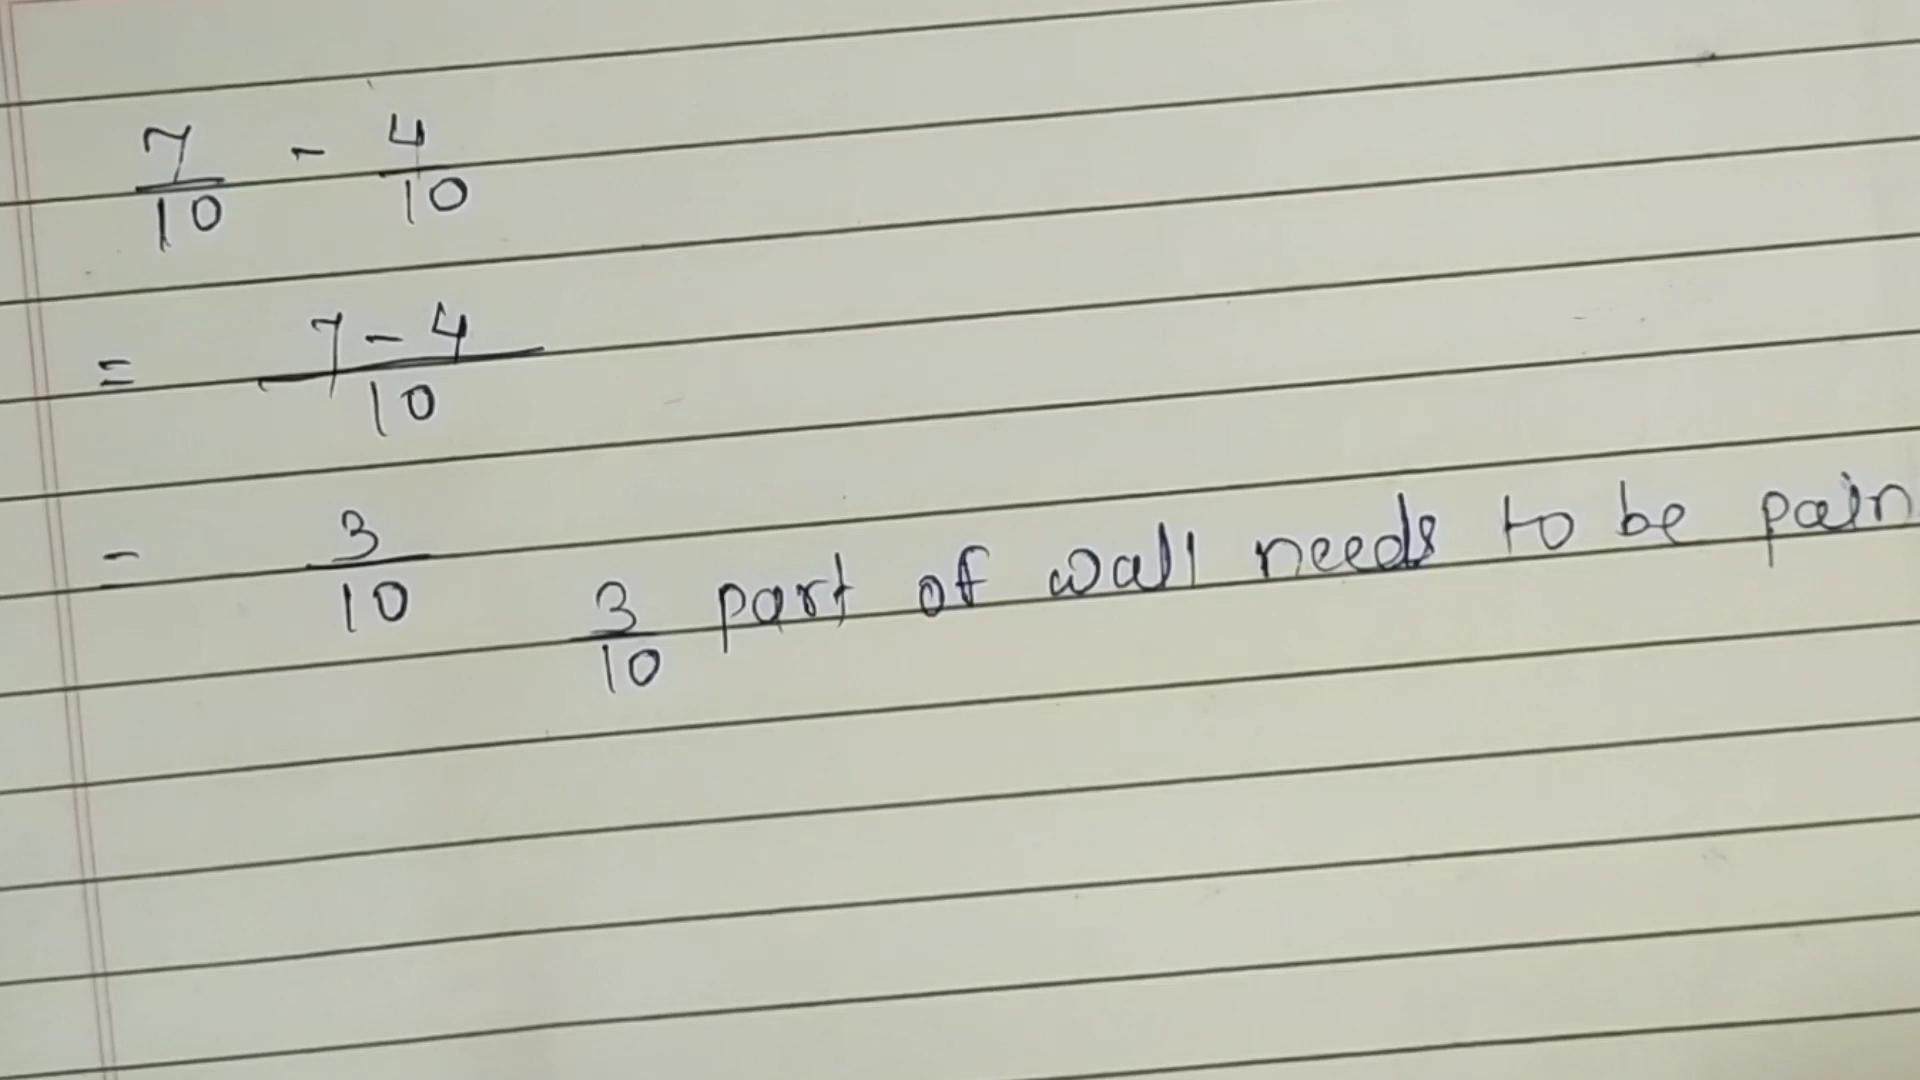 7/10 - 4/10
= 7-4/10
- 3/10
3/10 part of wall needs to be pain